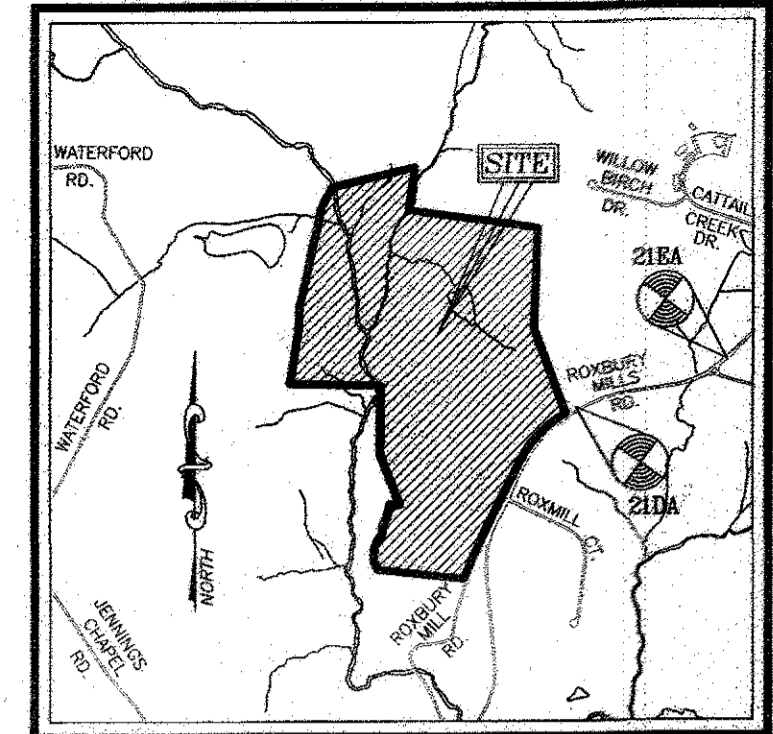 WATERFORD
RD.
SITE
WILLOW
BIRCH
DR.
CATTAIL
CREEK
DR.
21EA
WATERFORD
RD.
ROXBURY
MILLS
RD.
21DA
ROXMILL
CT.
NORTH
JENNINGS
CHAPEL
RD.
ROXBURY
MILL
RD.